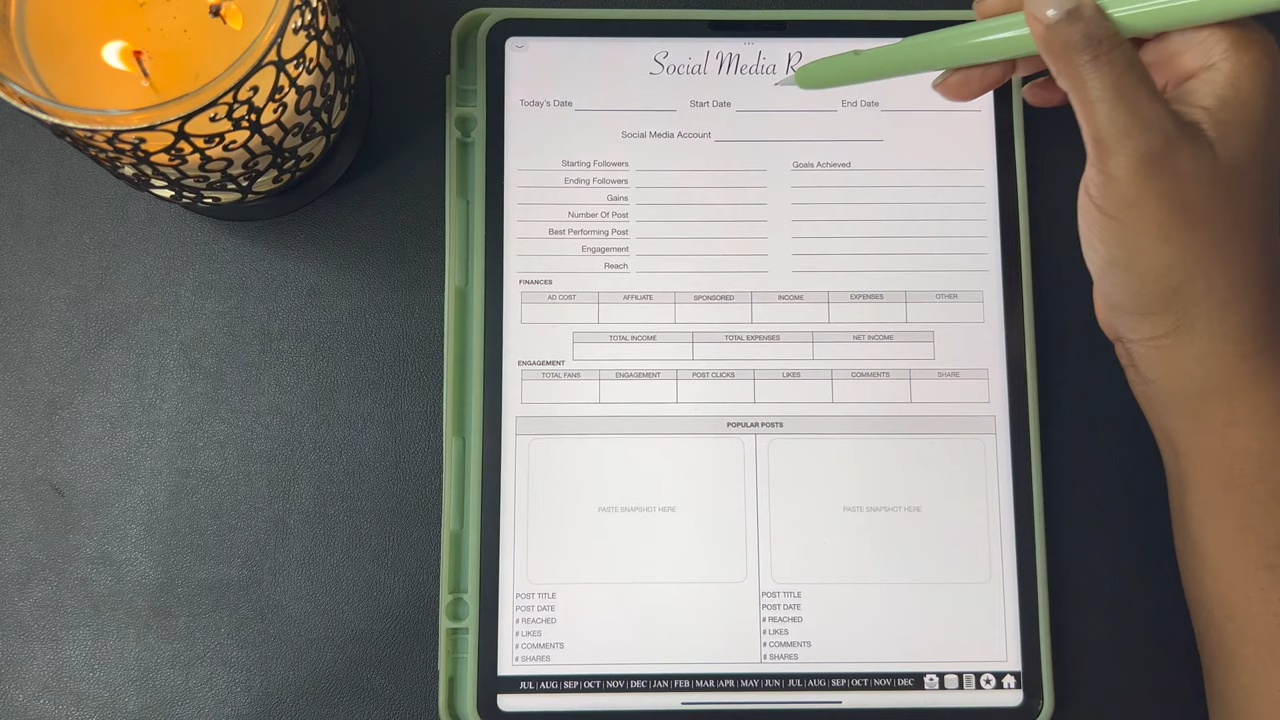 Social Media
Today's Date Start Date End Date
Social Media Account
Starting Followers
Ending Followers
Gains
Number Of Post
Best Performing Post
Engagement
Reach
Goals Achieved
FINANCES
AD COST AFFILIATE SPONSORED INCOME EXPENSES OTHER
TOTAL INCOME TOTAL EXPENSES NET INCOME
ENGAGEMENT
TOTAL FANS ENGAGEMENT POST CLICKS LIKES COMMENTS SHARE
POPULAR POSTS
PASTE SNAPSHOT HERE PASTE SNAPSHOT HERE
POST TITLE
POST DATE
# REACHED
# LIKES
# COMMENTS
# SHARES
POST TITLE
POST DATE
# REACHED
# LIKES
# COMMENTS
# SHARES
JUL | AUG | SEP | OCT | NOV | DEC | JAN | FEB | MAR | APR | MAY | JUN | JUL | AUG | SEP | OCT | NOV | DEC